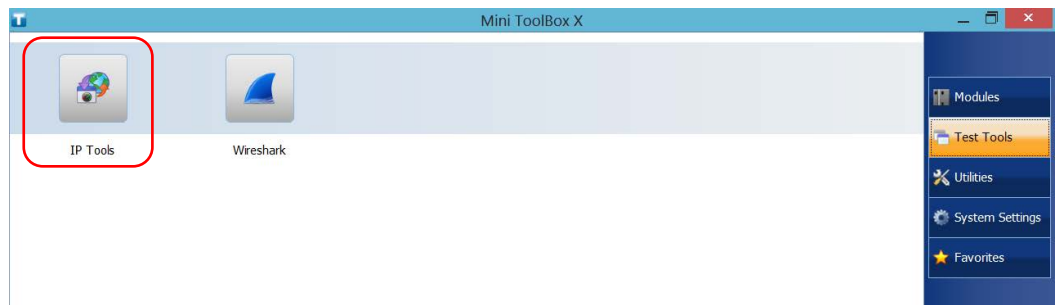 Mini ToolBox X
IP Tools
Wireshark
Modules
Test Tools
Utilities
System Settings
Favorites